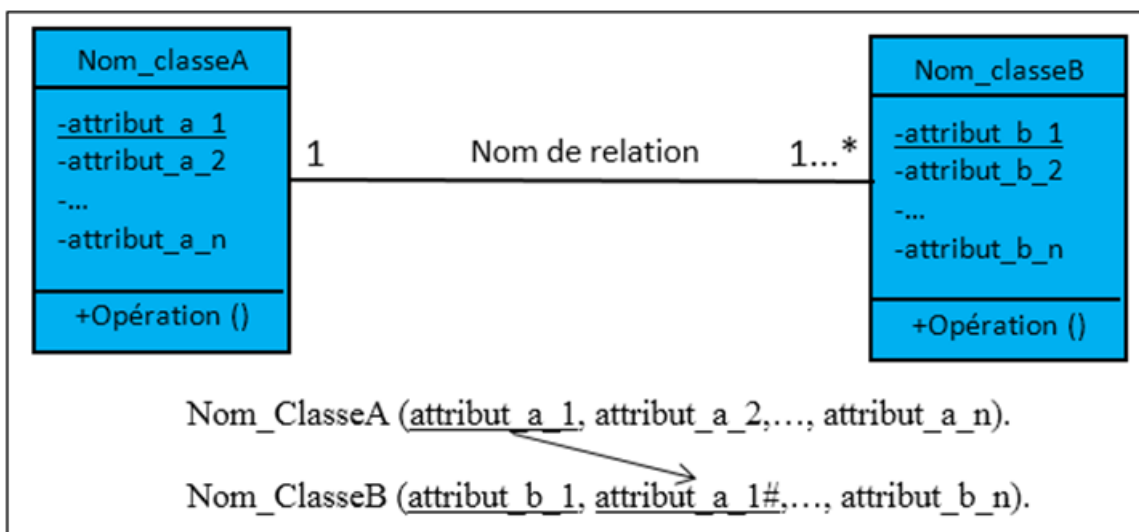 Nom_classeA
-attribut_a_1
-attribut_a_2
-...
-attribut_a_n
+Opération ()
1 Nom de relation 1...*
Nom_classeB
-attribut_b_1
-attribut_b_2
-...
-attribut_b_n
+Opération ()
Nom_ClasseA (attribut_a_1, attribut_a_2,…, attribut_a_n).
Nom_ClasseB (attribut_b_1, attribut_a_1#,…, attribut_b_n).